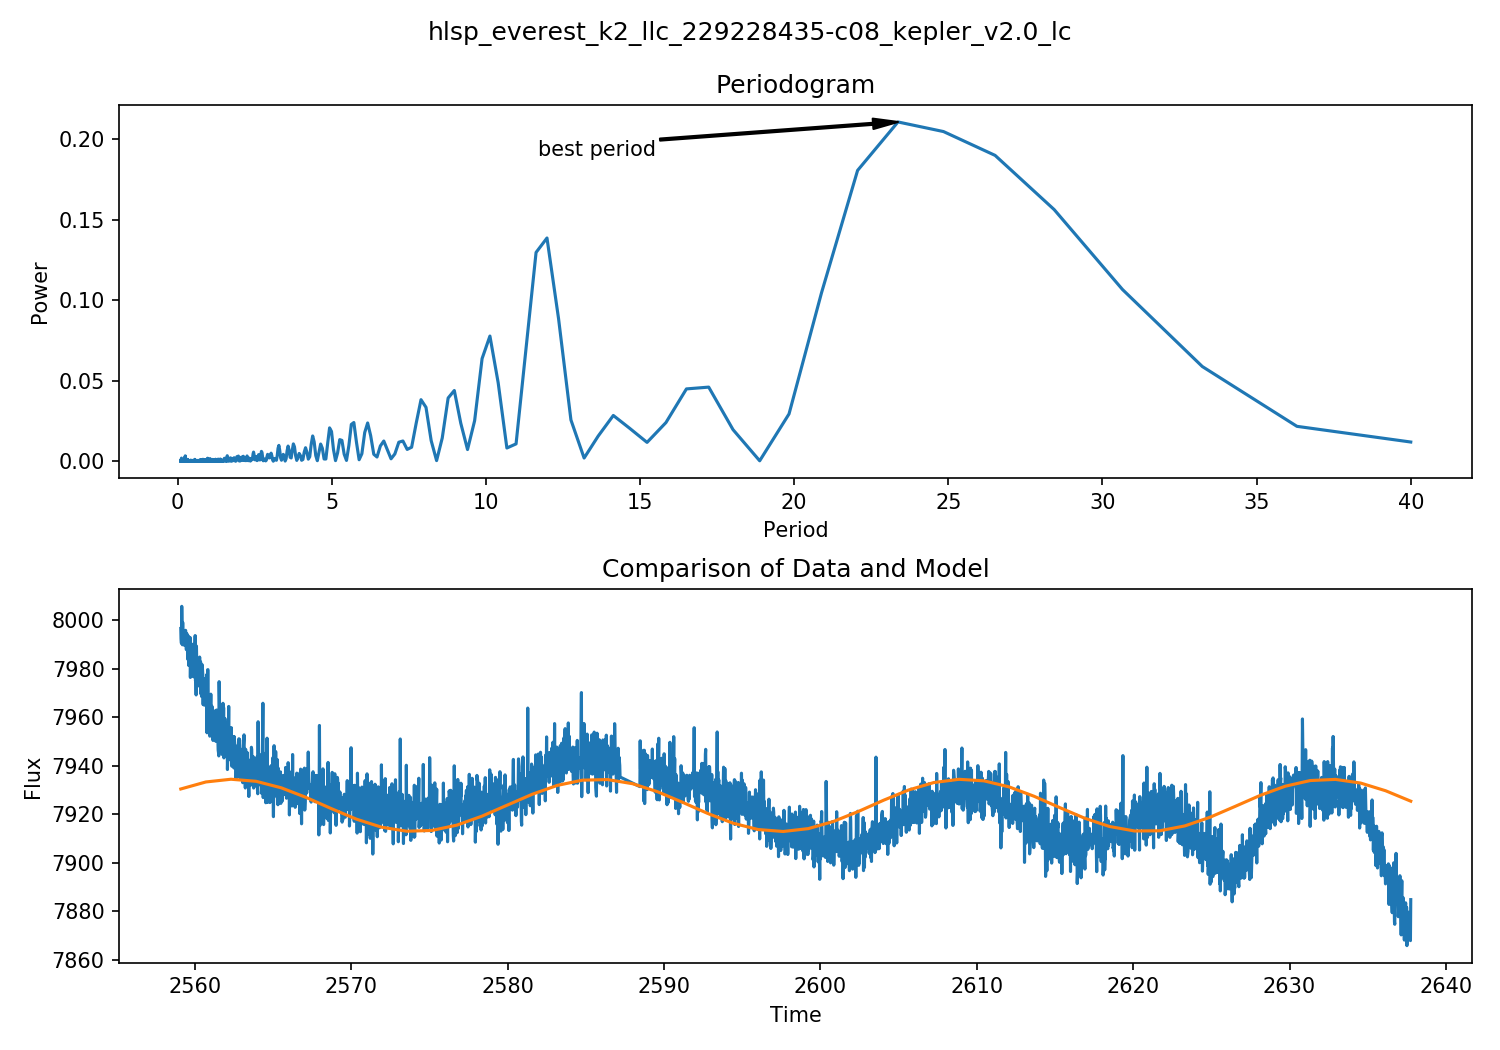 hlsp_everest_k2_llc_229228435-c08_kepler_v2.0_lc
Periodogram
0.20
0.15
0.10
0.05
0.00
Power
best period
0 5 10 15 20 25 30 35 40
Period
Comparison of Data and Model
8000
7980
7960
7940
7920
7900
7880
7860
Flux
2560 2570 2580 2590 2600 2610 2620 2630 2640
Time